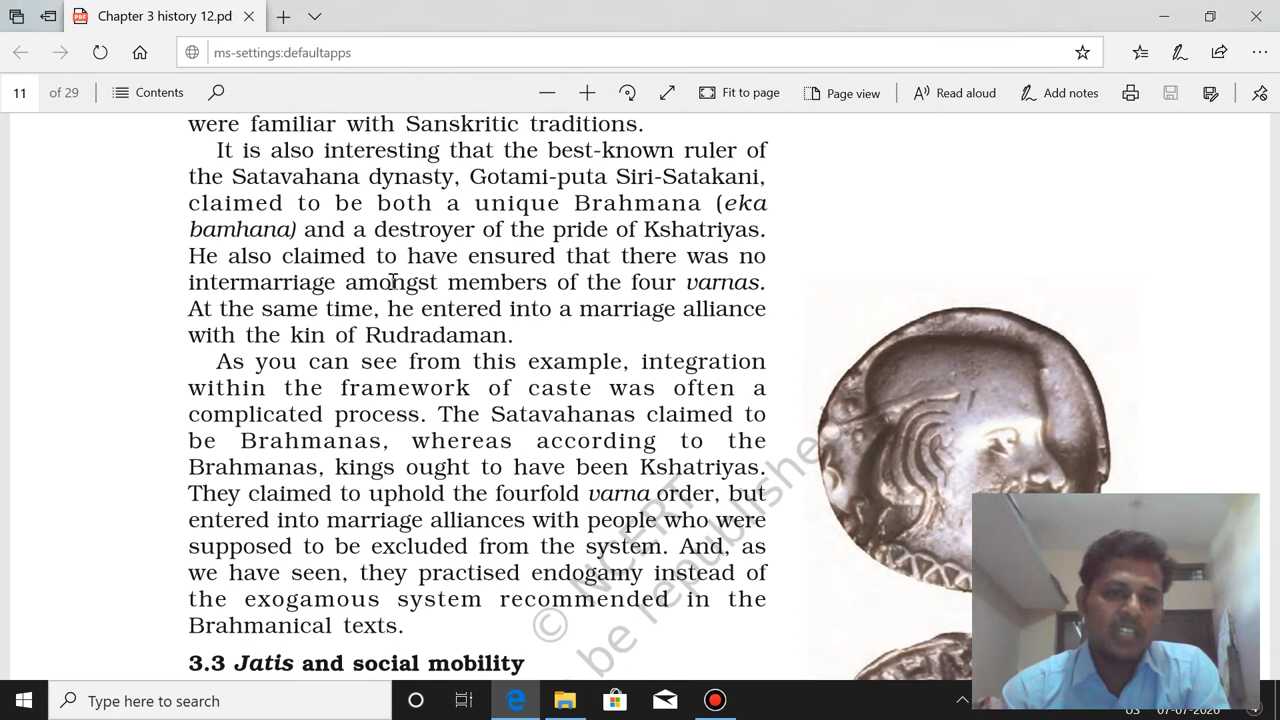 Chapter 3 history 12.pd
ms-settings:defaultapps
11 of 29 Contents Fit to page Page view Read aloud Add notes
were familiar with Sanskritic traditions.
It is also interesting that the best-known ruler of
the Satavahana dynasty, Gotami-puta Siri-Satakani,
claimed to be both a unique Brahmana (eka
bamhana) and a destroyer of the pride of Kshatriyas.
He also claimed to have ensured that there was no
intermarriage amongst members of the four varnas.
At the same time, he entered into a marriage alliance
with the kin of Rudradaman.
As you can see from this example, integration
within the framework of caste was often a
complicated process. The Satavahanas claimed to
be Brahmanas, whereas according to the
Brahmanas, kings ought to have been Kshatriyas.
They claimed to uphold the fourfold varna order, but
entered into marriage alliances with people who were
supposed to be excluded from the system. And, as
we have seen, they practised endogamy instead of
the exogamous system recommended in the
Brahmanical texts.
3.3 Jatis and social mobility
© NCERT
be republished
Type here to search
US 07-07-2020